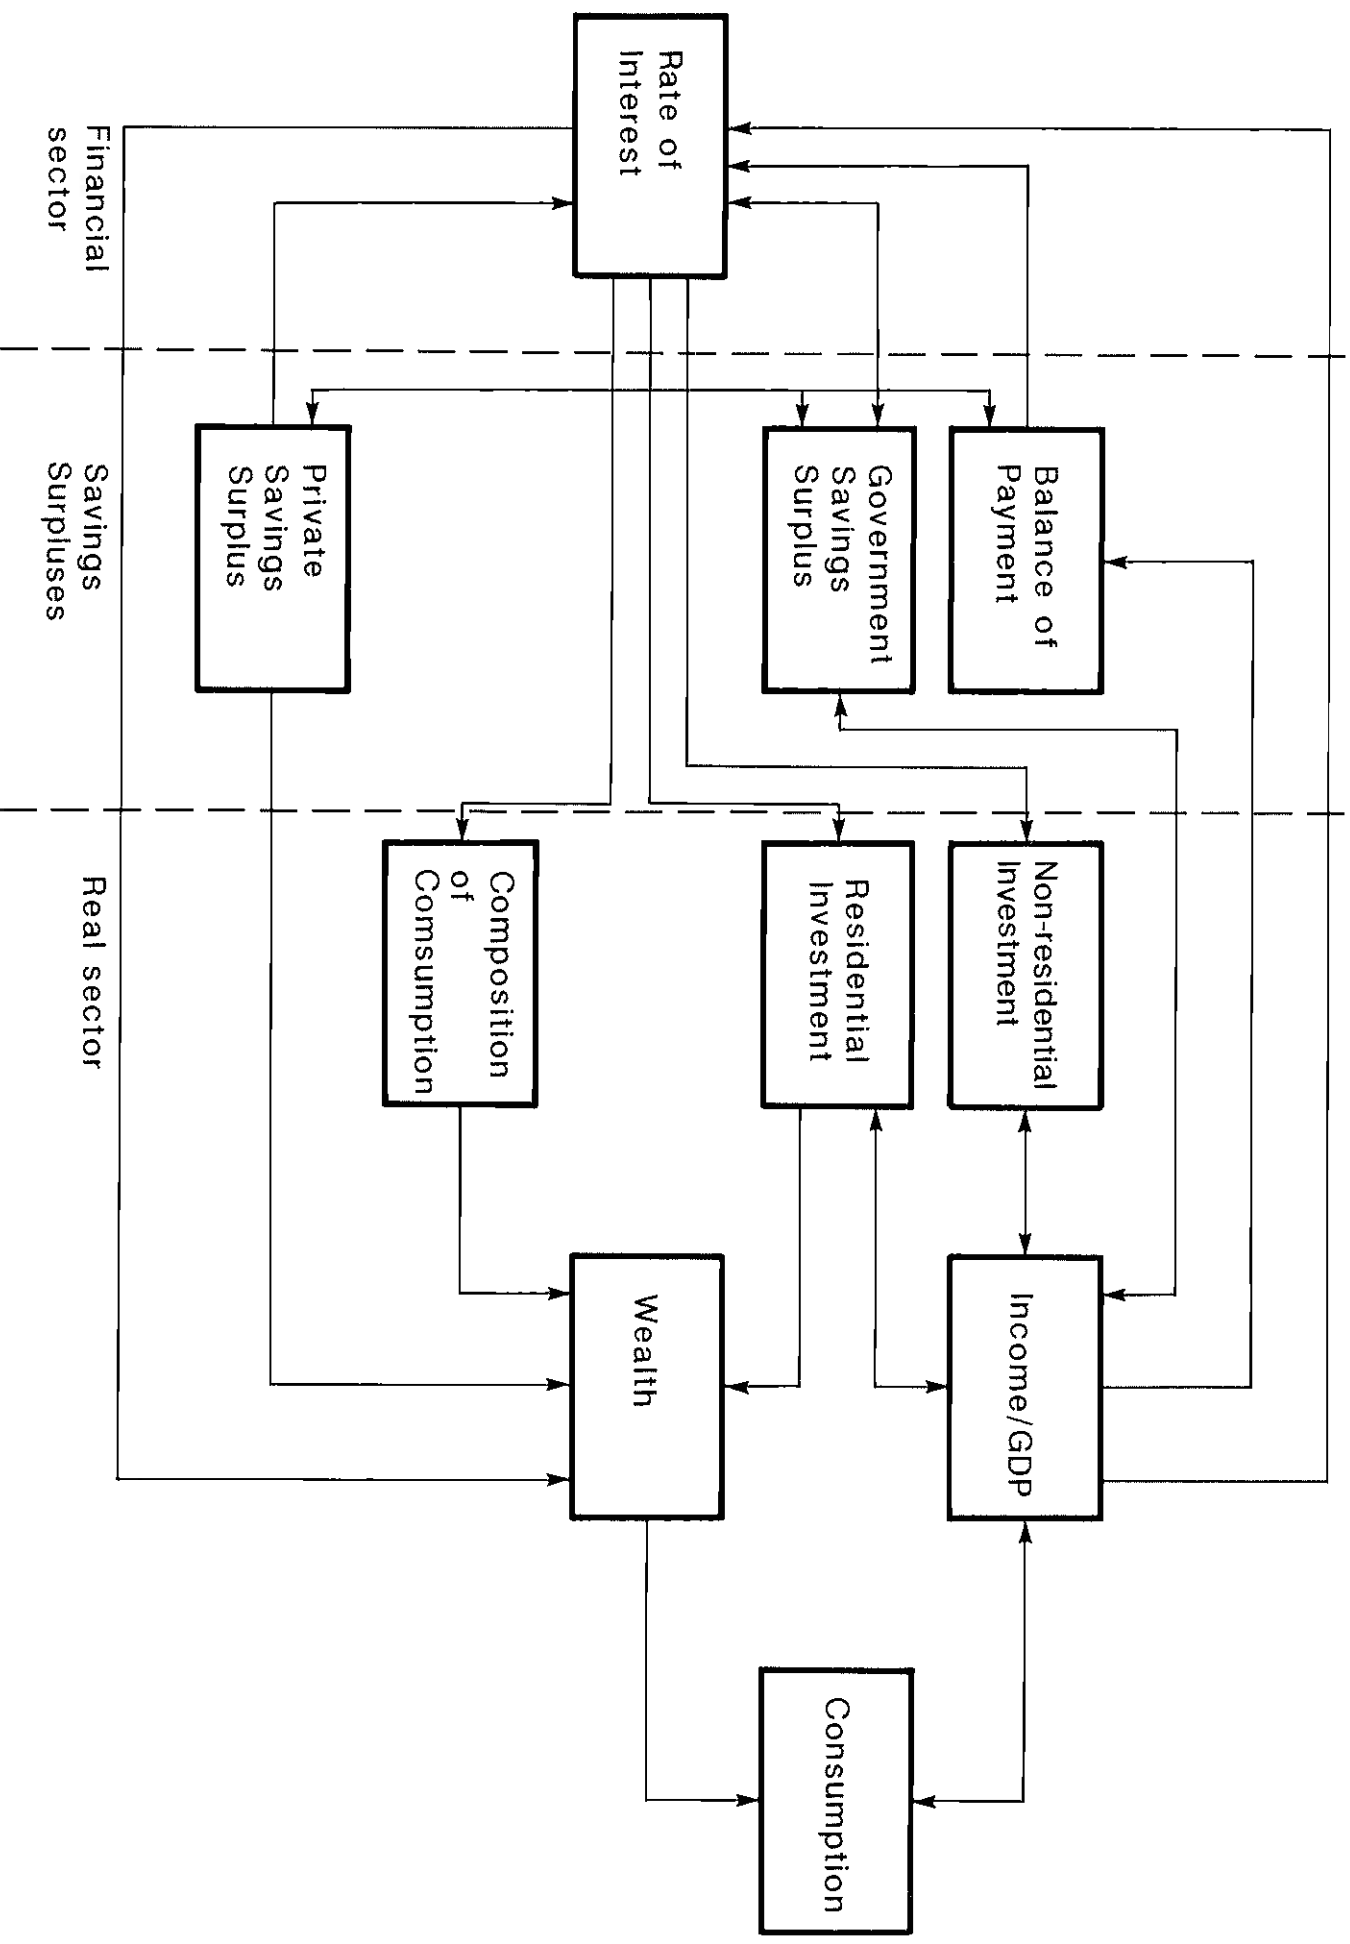 Rate of
Interest
Balance of
Payment
Government
Savings
Surplus
Private
Savings
Surplus
Non-residential
Investment
Residential
Investment
Composition
of
Comsumption
Income/GDP
Wealth
Consumption
Financial
sector
Savings
Surpluses
Real sector